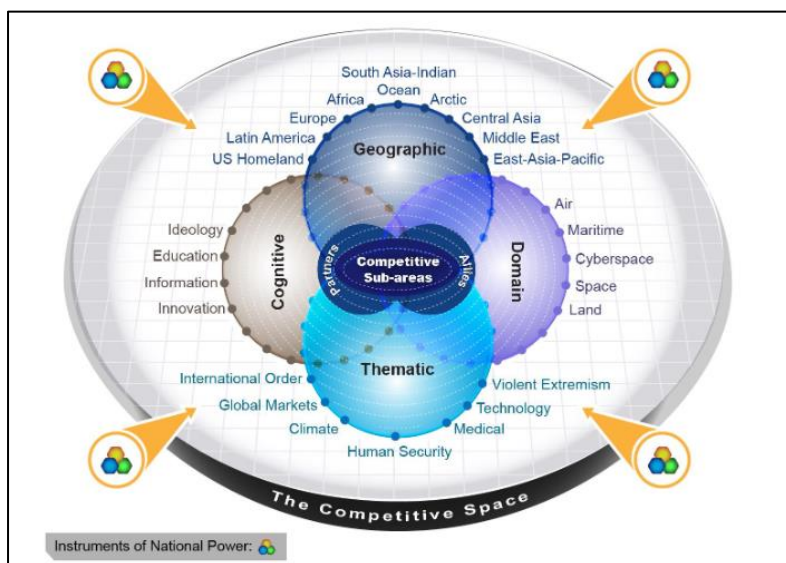 South Asia-Indian
Ocean
Africa
Arctic
Europe
Central Asia
Latin America
Middle East
US Homeland
East-Asia-Pacific
Geographic
Ideology
Education
Information
Innovation
Cognitive
Partners
Competitive
Sub-areas
Allies
Domain
Air
Maritime
Cyberspace
Space
Land
Thematic
International Order
Global Markets
Climate
Human Security
Medical
Technology
Violent Extremism
The Competitive Space
Instruments of National Power: